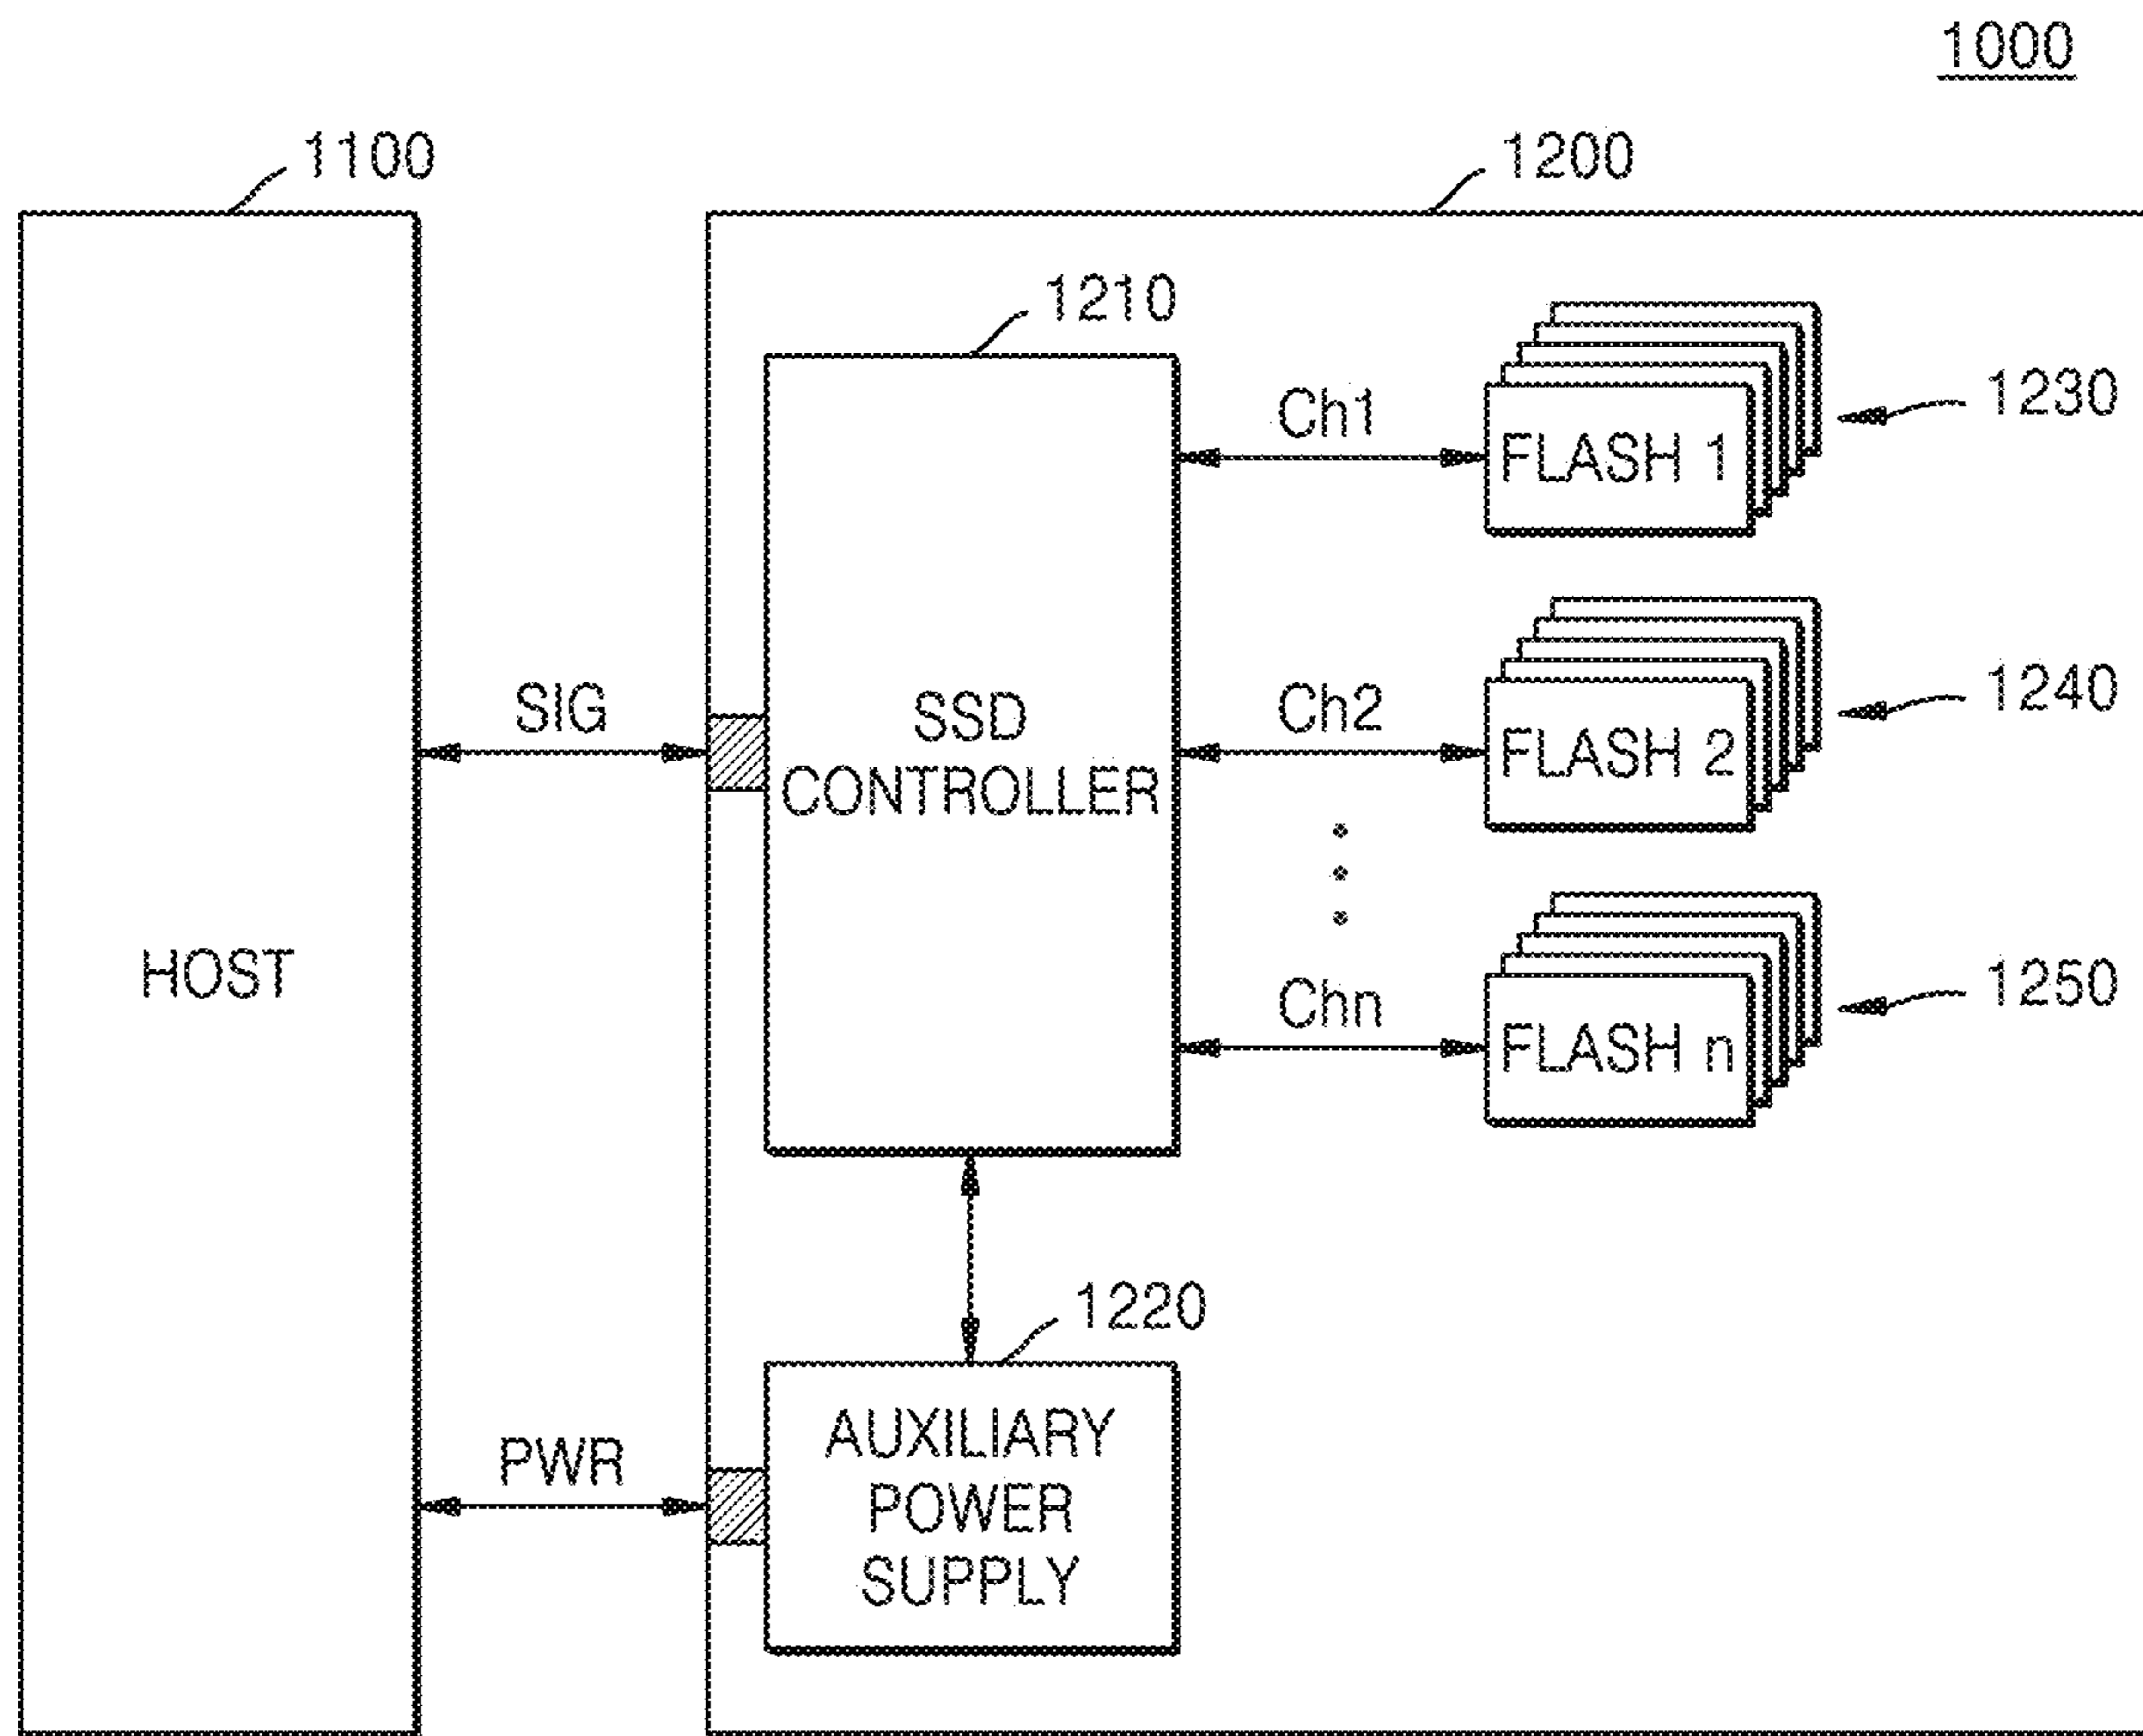 1000
1100
1200
1210
Ch1
FLASH 1
1230
SIG
SSD
CONTROLLER
Ch2
FLASH 2
1240
HOST
Chn
FLASH n
1250
1220
PWR
AUXILIARY
POWER
SUPPLY